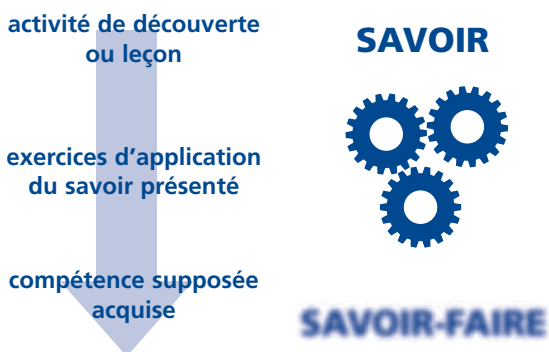 activité de découverte
ou leçon
SAVOIR
exercices d’application
du savoir présenté
compétence supposée
acquise
SAVOIR-FAIRE